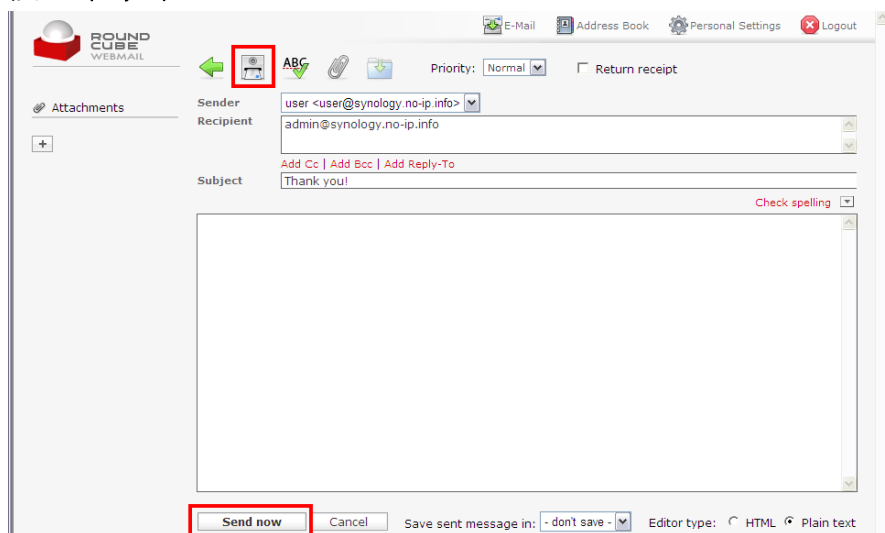 E-Mail Address Book Personal Settings Logout
ROUND
CUBE
WEBMAIL
ABC Priority: Normal Return receipt
Attachments
Sender user <user@synology.no-ip.info>
Recipient admin@synology.no-ip.info
+
Add Cc | Add Bcc | Add Reply-To
Subject Thank you!
Check spelling
Send now Cancel Save sent message in: - don't save - Editor type: HTML Plain text